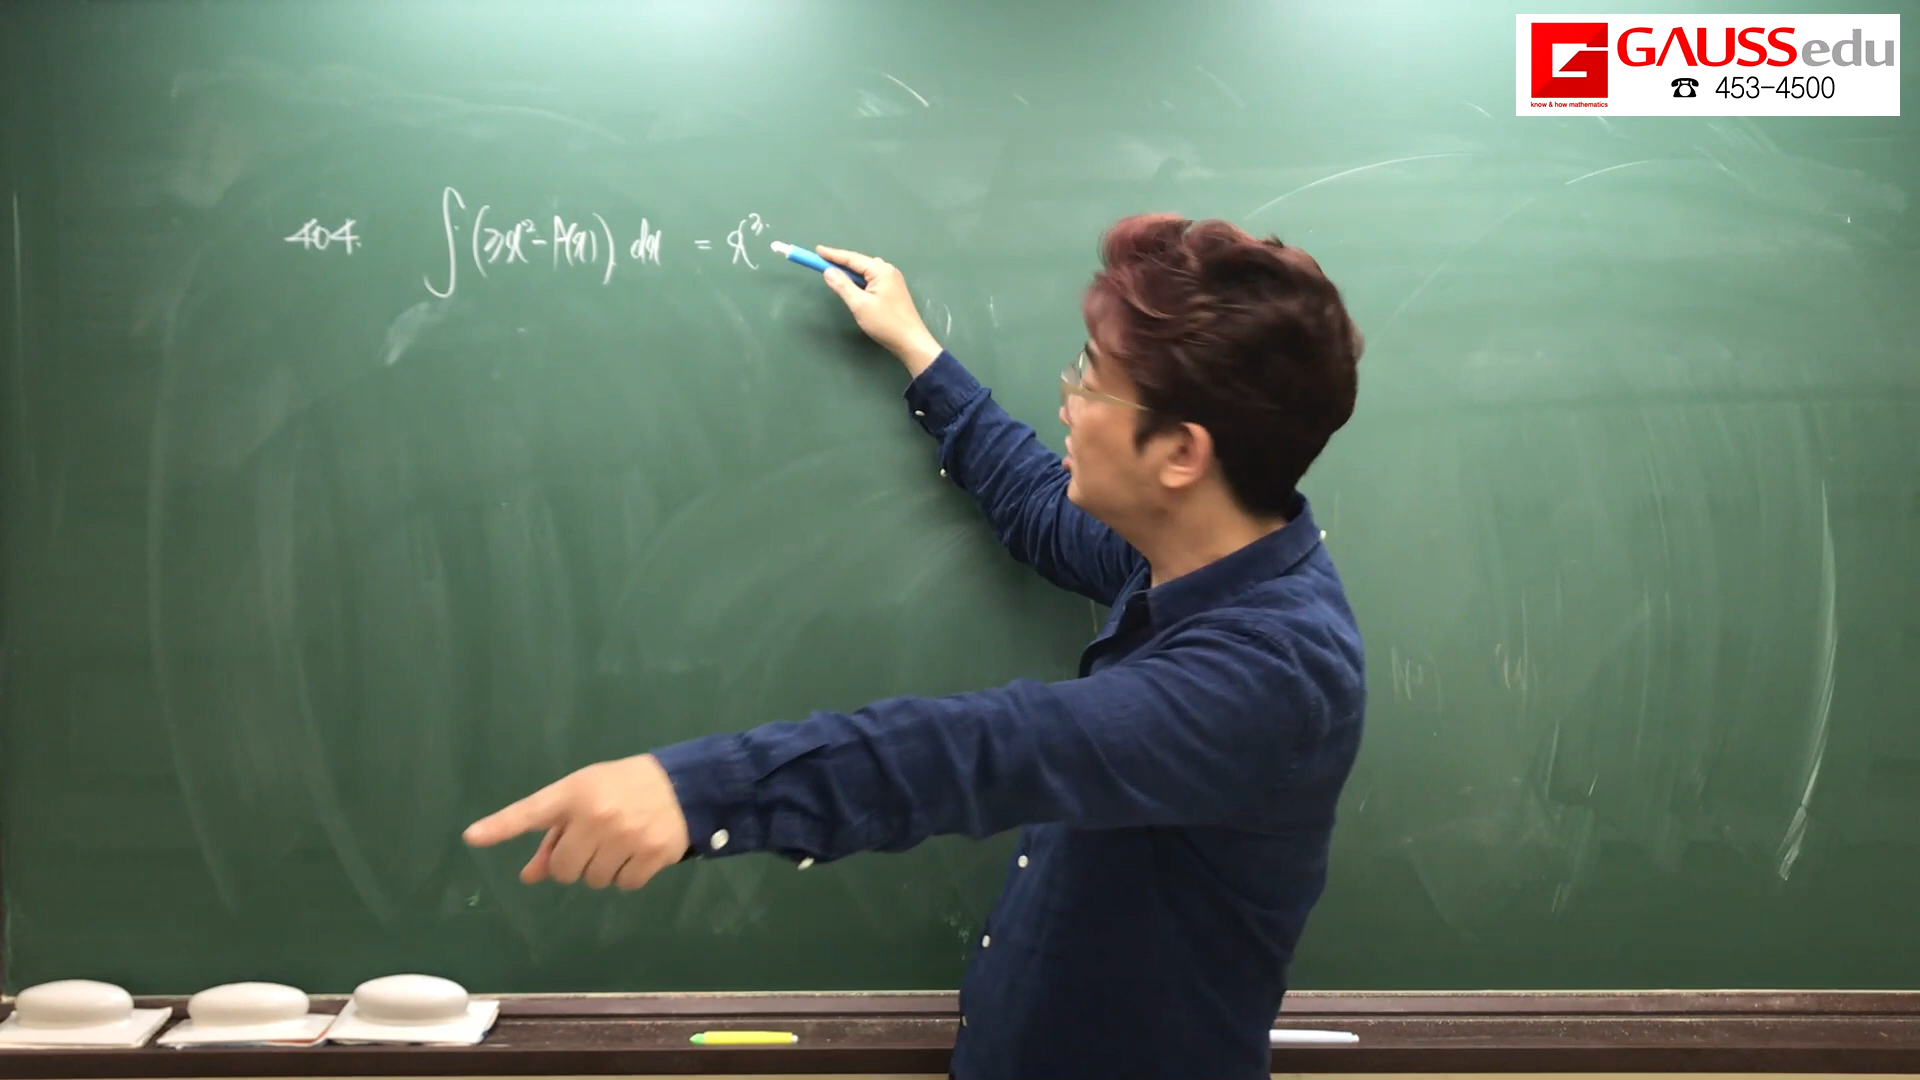 GAUSSedu
know & how mathematics
☎ 453-4500
404. ∫(3x²-f(x)) dx = x³